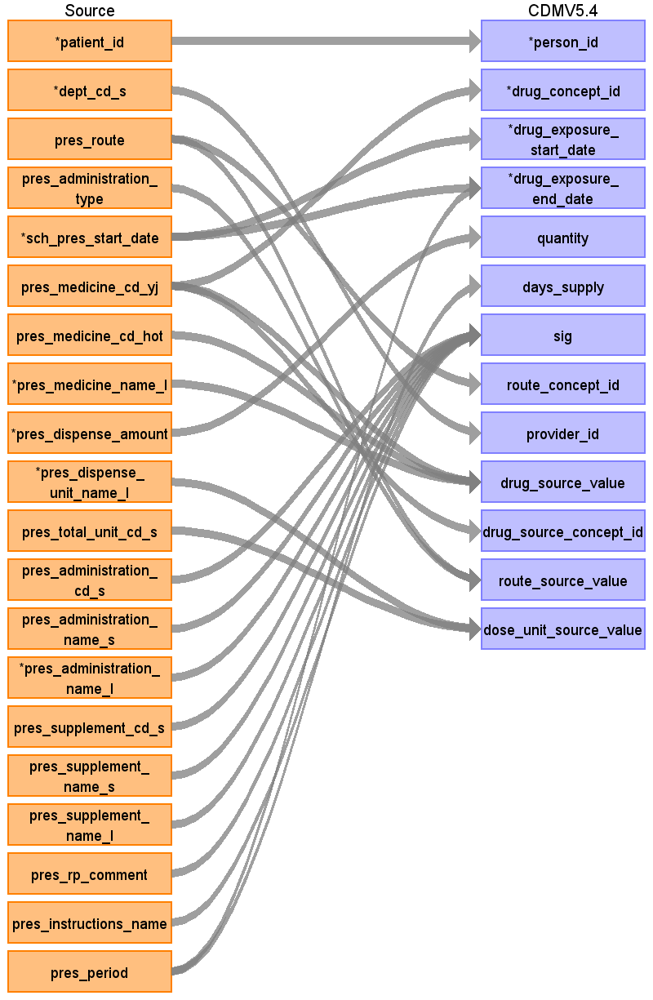 Source
*patient_id
*dept_cd_s
pres_route
pres_administration_
type
*sch_pres_start_date
pres_medicine_cd_yj
pres_medicine_cd_hot
*pres_medicine_name_l
*pres_dispense_amount
*pres_dispense_
unit_name_l
pres_total_unit_cd_s
pres_administration_
cd_s
pres_administration_
name_s
*pres_administration_
name_l
pres_supplement_cd_s
pres_supplement_
name_s
pres_supplement_
name_l
pres_rp_comment
pres_instructions_name
pres_period
CDMV5.4
*person_id
*drug_concept_id
*drug_exposure_
start_date
*drug_exposure_
end_date
quantity
days_supply
sig
route_concept_id
provider_id
drug_source_value
drug_source_concept_id
route_source_value
dose_unit_source_value